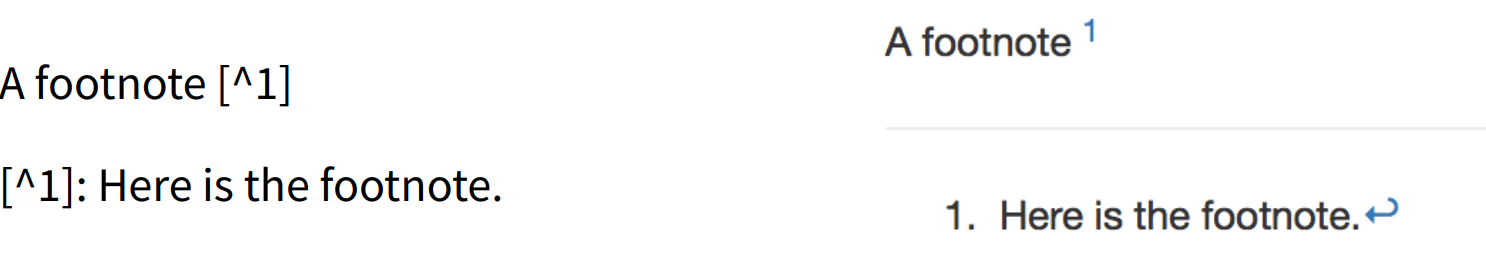 A footnote [^1]
[^1]: Here is the footnote.
A footnote 1
1. Here is the footnote.↩